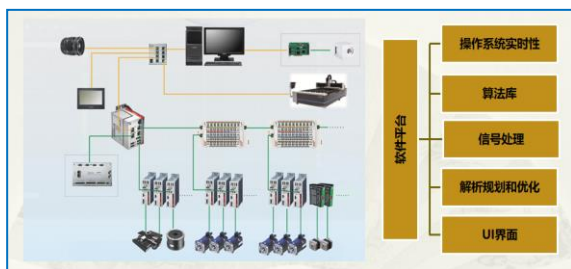 软件平台
操作系统实时性
算法库
信号处理
解析规划和优化
UI界面